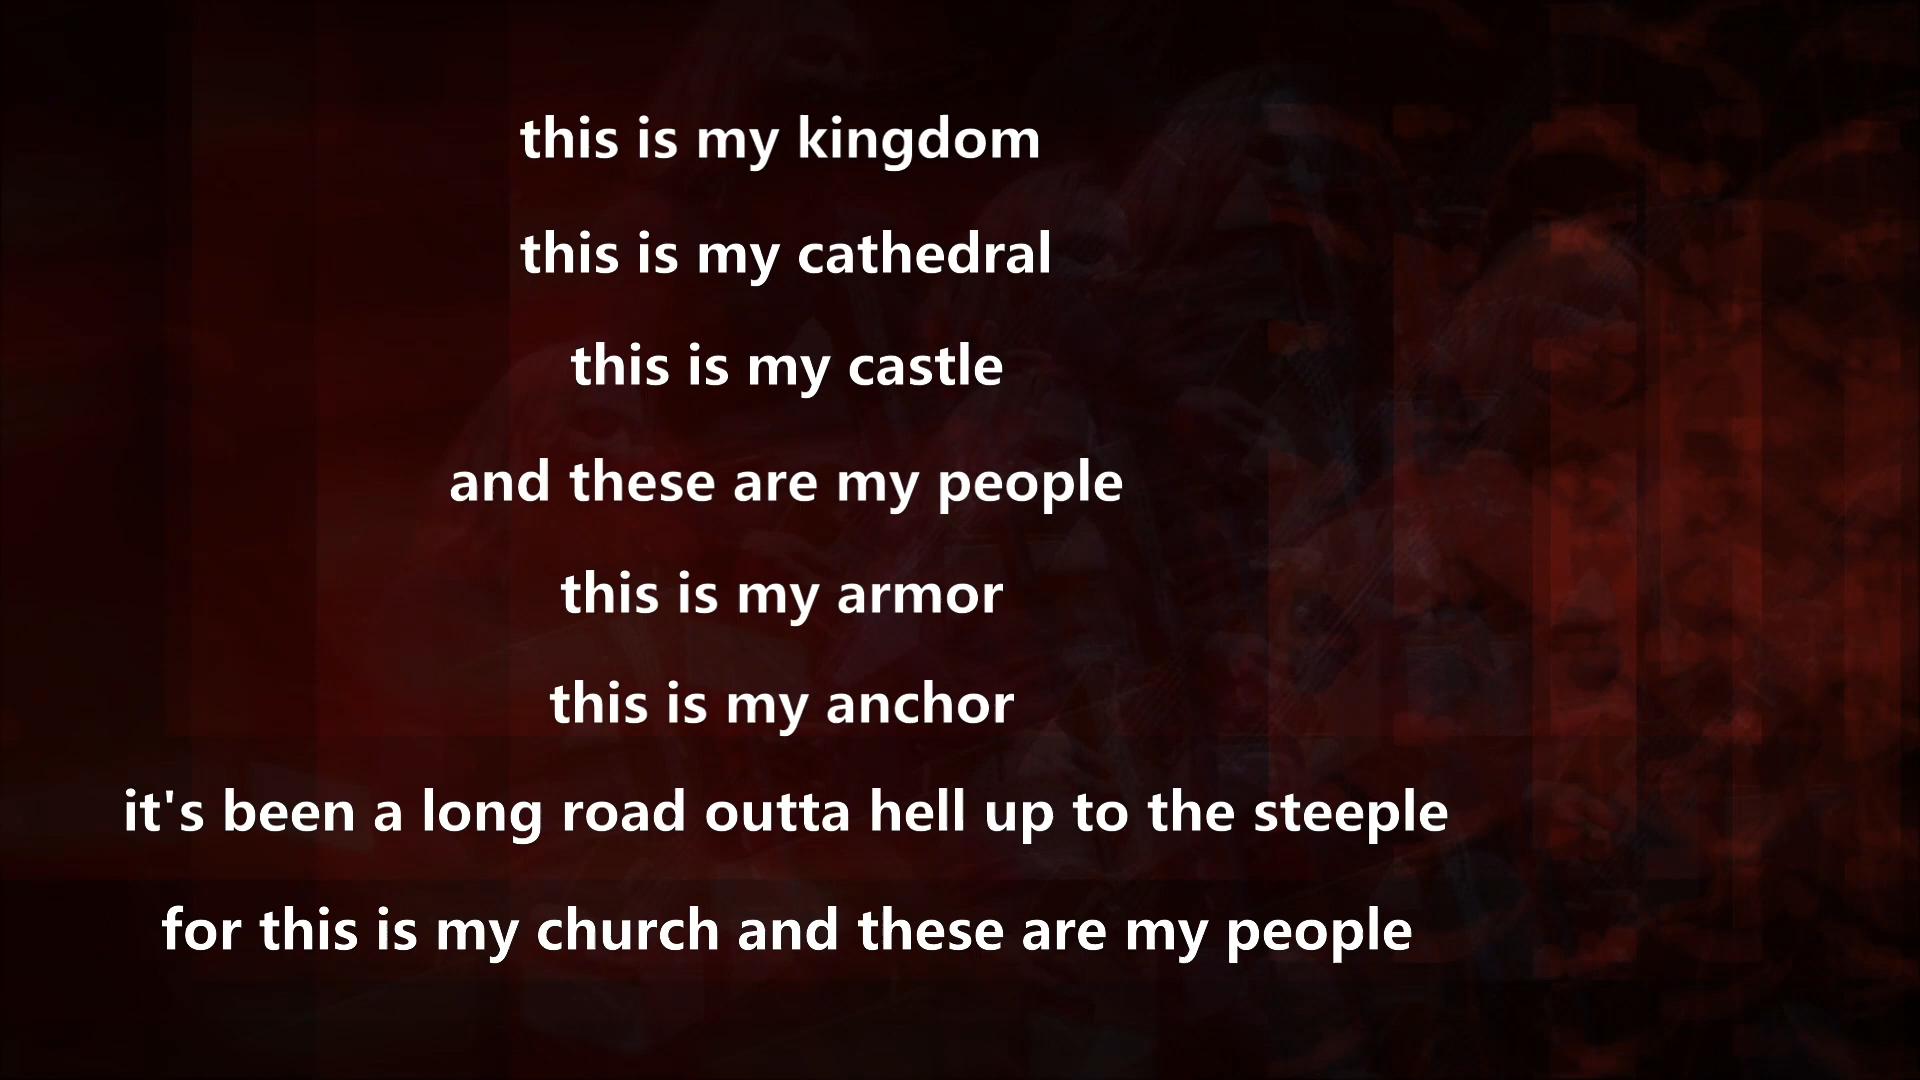 this is my kingdom
this is my cathedral
this is my castle
and these are my people
this is my armor
this is my anchor
it's been a long road outta hell up to the steeple
for this is my church and these are my people